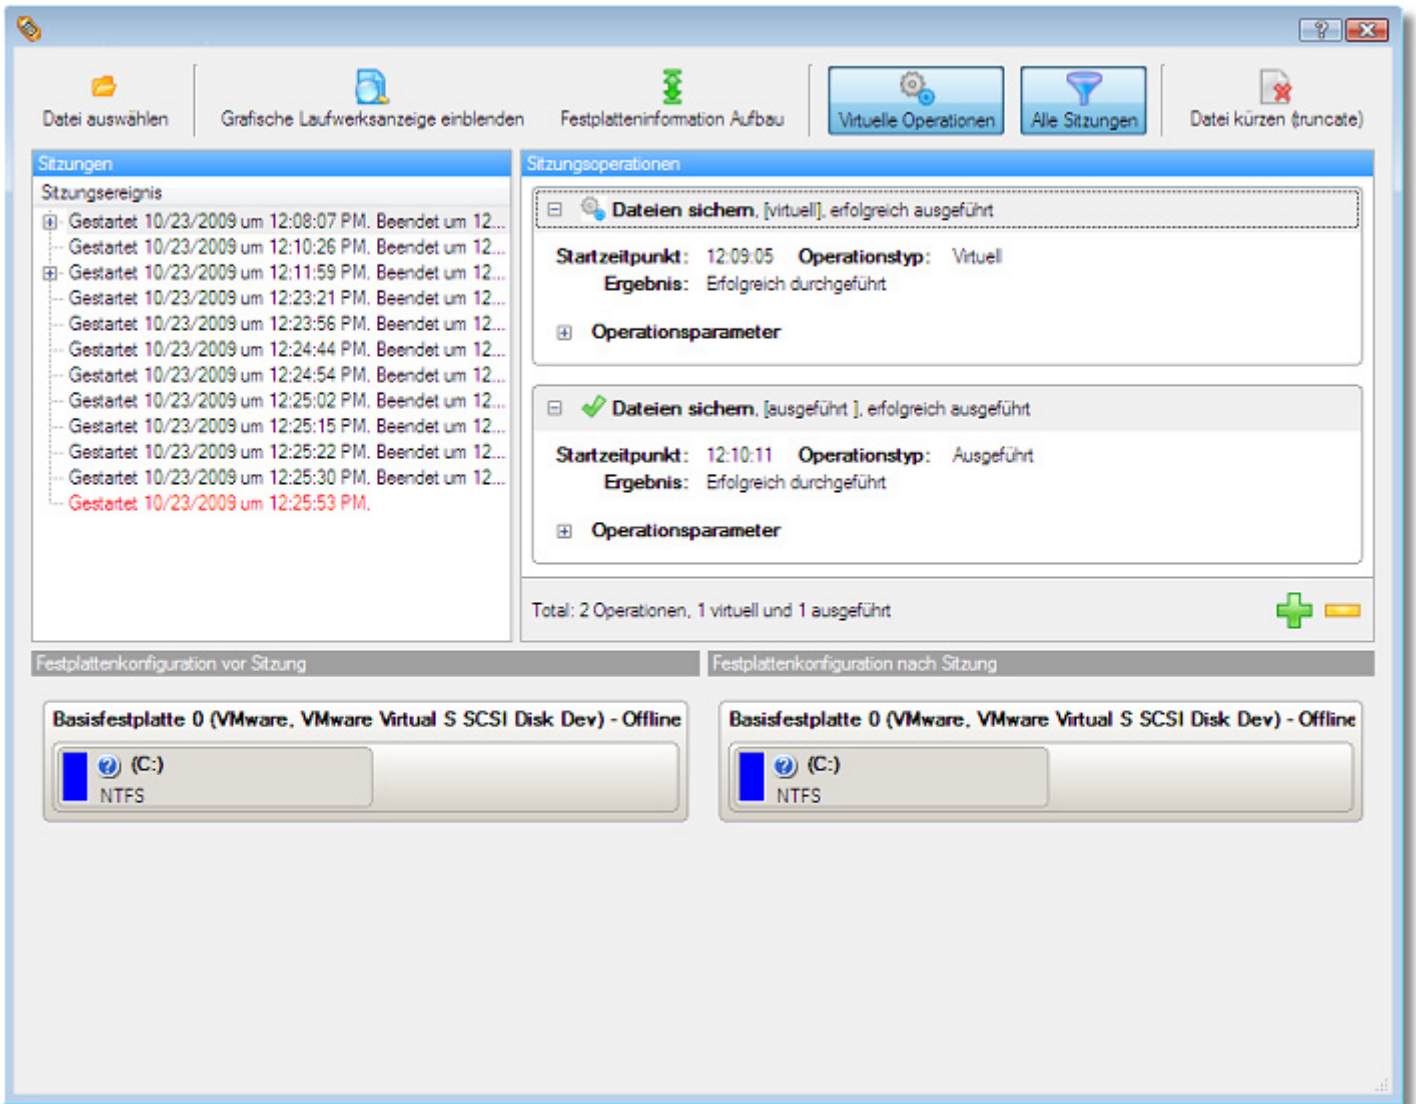 Datei auswählen
Grafische Laufwerksanzeige einblenden
Festplatteninformation Aufbau
Virtuelle Operationen
Alle Sitzungen
Datei kürzen (truncate)
Sitzungen
Sitzungsereignis
Gestartet 10/23/2009 um 12:08:07 PM. Beendet um 12...
Gestartet 10/23/2009 um 12:10:26 PM. Beendet um 12...
Gestartet 10/23/2009 um 12:11:59 PM. Beendet um 12...
Gestartet 10/23/2009 um 12:23:21 PM. Beendet um 12...
Gestartet 10/23/2009 um 12:23:56 PM. Beendet um 12...
Gestartet 10/23/2009 um 12:24:44 PM. Beendet um 12...
Gestartet 10/23/2009 um 12:24:54 PM. Beendet um 12...
Gestartet 10/23/2009 um 12:25:02 PM. Beendet um 12...
Gestartet 10/23/2009 um 12:25:15 PM. Beendet um 12...
Gestartet 10/23/2009 um 12:25:22 PM. Beendet um 12...
Gestartet 10/23/2009 um 12:25:30 PM. Beendet um 12...
Gestartet 10/23/2009 um 12:25:53 PM.
Sitzungsoperationen
Dateien sichern, [virtuell], erfolgreich ausgeführt
Startzeitpunkt: 12:09:05 Operationstyp: Virtuell
Ergebnis: Erfolgreich durchgeführt
Operationsparameter
Dateien sichern, [ausgeführt ], erfolgreich ausgeführt
Startzeitpunkt: 12:10:11 Operationstyp: Ausgeführt
Ergebnis: Erfolgreich durchgeführt
Operationsparameter
Total: 2 Operationen, 1 virtuell und 1 ausgeführt
Festplattenkonfiguration vor Sitzung
Festplattenkonfiguration nach Sitzung
Basisfestplatte 0 (VMware, VMware Virtual S SCSI Disk Dev) - Offline
(C:)
NTFS
Basisfestplatte 0 (VMware, VMware Virtual S SCSI Disk Dev) - Offline
(C:)
NTFS